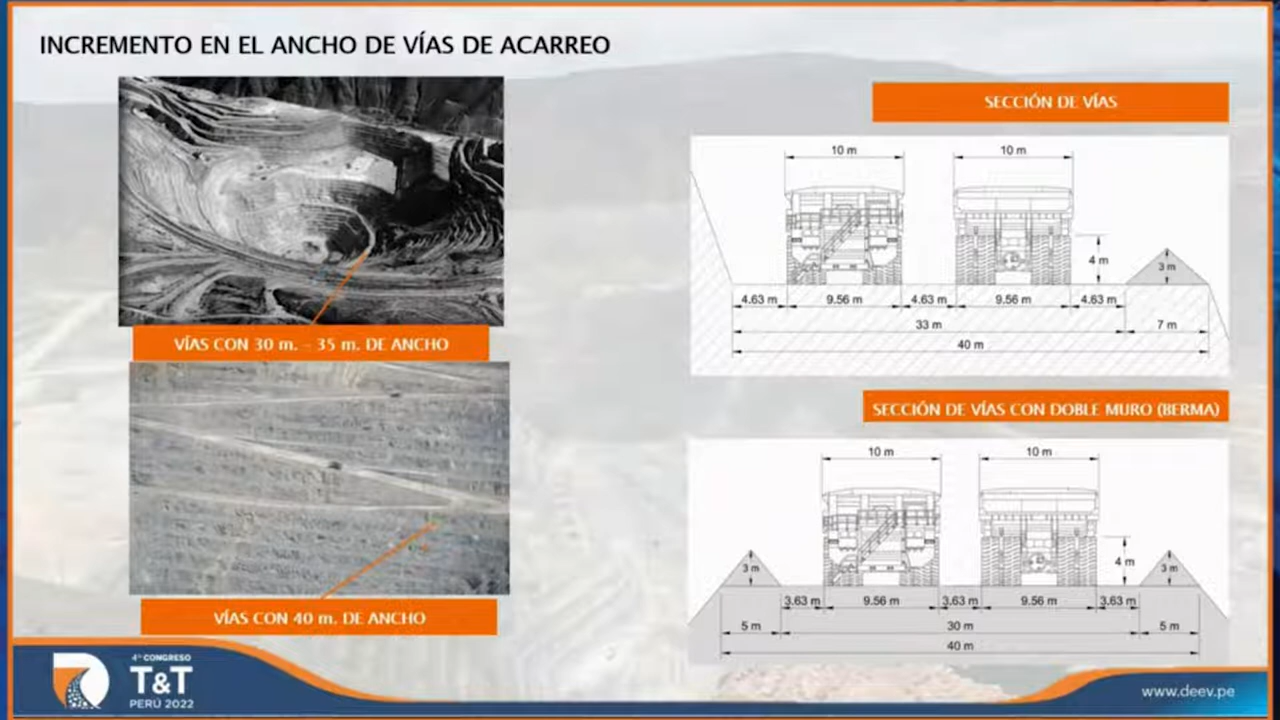 INCREMENTO EN EL ANCHO DE VÍAS DE ACARREO
VÍAS CON 30 m. - 35 m. DE ANCHO
VÍAS CON 40 m. DE ANCHO
SECCIÓN DE VÍAS
10 m 10 m
4 m
3 m
4.63 m 9.56 m 4.63 m 9.56 m 4.63 m
33 m 7 m
40 m
SECCIÓN DE VÍAS CON DOBLE MURO (BERMA)
10 m 10 m
4 m
3 m 3 m
3.63 m 9.56 m 3.63 m 9.56 m 3.63 m
5 m 30 m 5 m
40 m
4° CONGRESO
T&T
PERÚ 2022
www.deev.pe